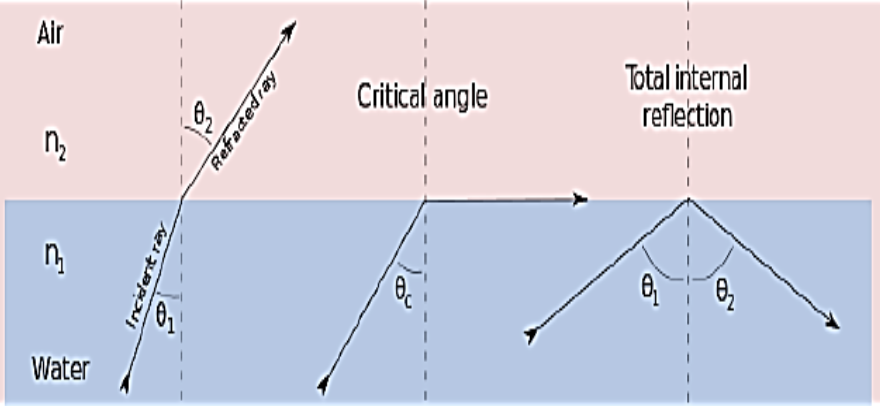 Air
n₂
θ₂
Refracted ray
Critical angle
Total internal
reflection
n₁
Incident ray
θ₁
θc
θ₁
θ₂
Water